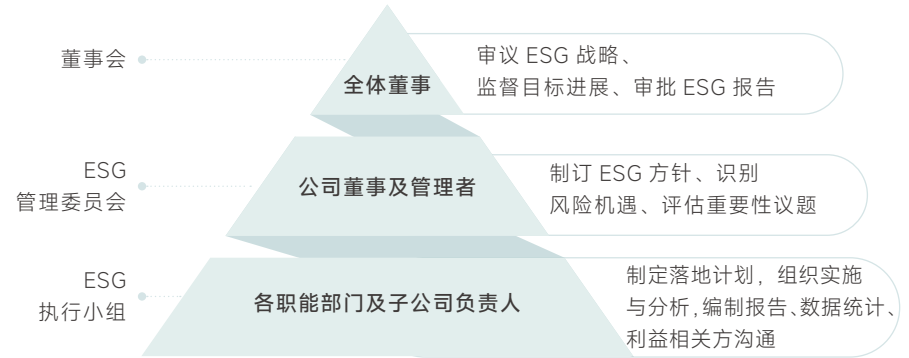 董事会
全体董事
审议 ESG 战略、
监督目标进展、审批 ESG 报告
ESG
管理委员会
公司董事及管理者
制订 ESG 方针、识别
风险机遇、评估重要性议题
ESG
执行小组
各职能部门及子公司负责人
制定落地计划，组织实施
与分析，编制报告、数据统计、
利益相关方沟通